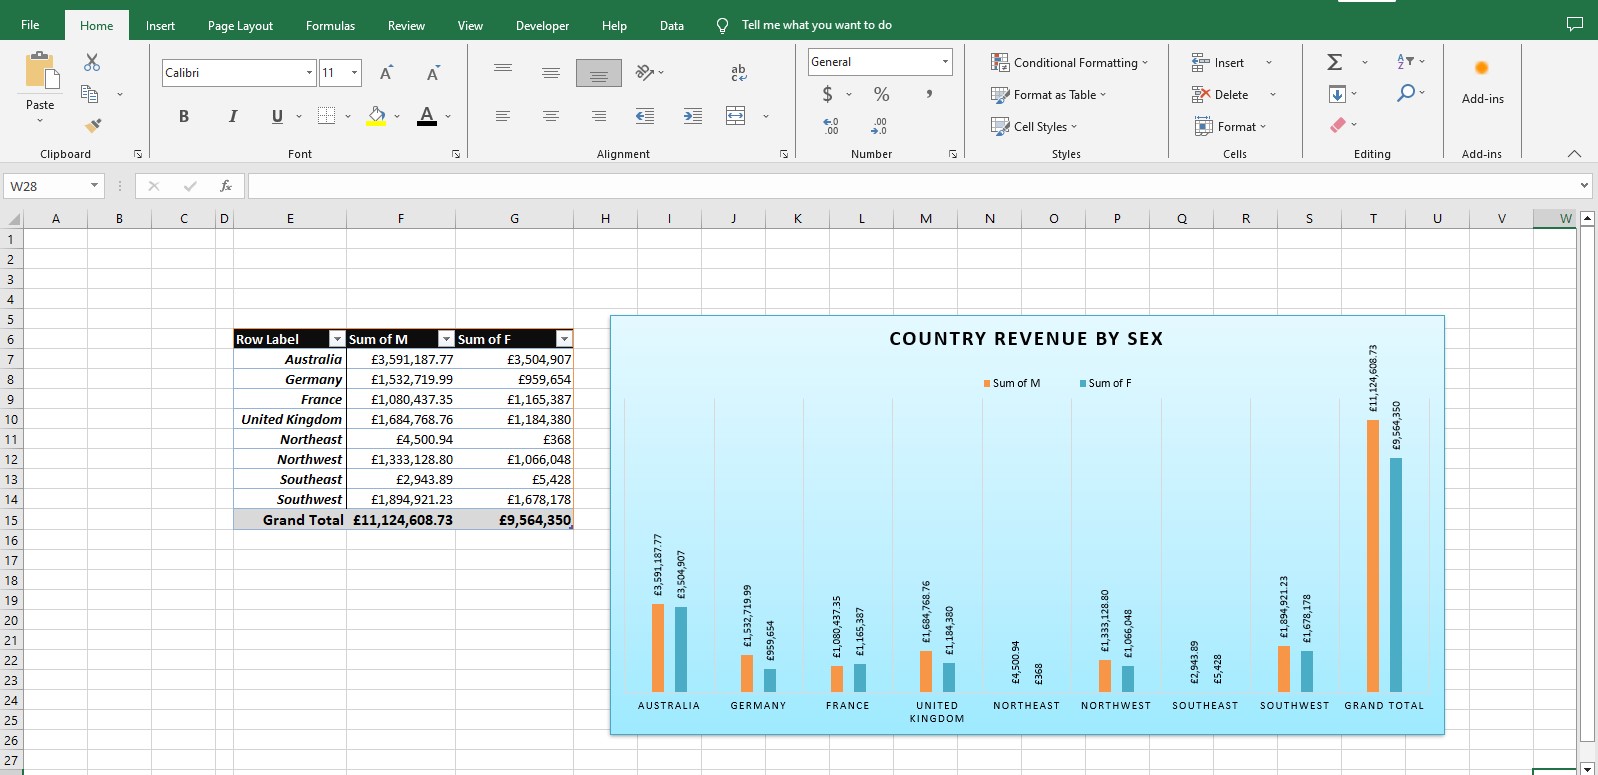 File Home Insert Page Layout Formulas Review View Developer Help Data Tell me what you want to do
Paste
Clipboard
Calibri 11
B I U A
Font
ab
Alignment
General
$ % ,
.0 .00 .00 .0
Number
Conditional Formatting
Format as Table
Cell Styles
Styles
Insert
Delete
Format
Cells
Σ
Editing
Add-ins
Add-ins
W28 fx
A B C D E F G H I J K L M N O P Q R S T U V W
1
2
3
4
5
6
7
8
9
10
11
12
13
14
15
16
17
18
19
20
21
22
23
24
25
26
27
Row Label Sum of M Sum of F
Australia £3,591,187.77 £3,504,907
Germany £1,532,719.99 £959,654
France £1,080,437.35 £1,165,387
United Kingdom £1,684,768.76 £1,184,380
Northeast £4,500.94 £368
Northwest £1,333,128.80 £1,066,048
Southeast £2,943.89 £5,428
Southwest £1,894,921.23 £1,678,178
Grand Total £11,124,608.73 £9,564,350
COUNTRY REVENUE BY SEX
Sum of M Sum of F
£3,591,187.77
£3,504,907
£1,532,719.99
£959,654
£1,080,437.35
£1,165,387
£1,684,768.76
£1,184,380
£4,500.94
£368
£1,333,128.80
£1,066,048
£2,943.89
£5,428
£1,894,921.23
£1,678,178
£11,124,608.73
£9,564,350
AUSTRALIA GERMANY FRANCE UNITED KINGDOM NORTHEAST NORTHWEST SOUTHEAST SOUTHWEST GRAND TOTAL